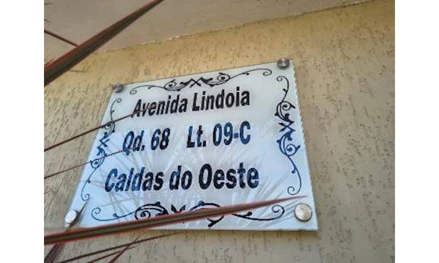 Avenida Lindoia
Qd. 68 Lt. 09-C
Caldas do Oeste